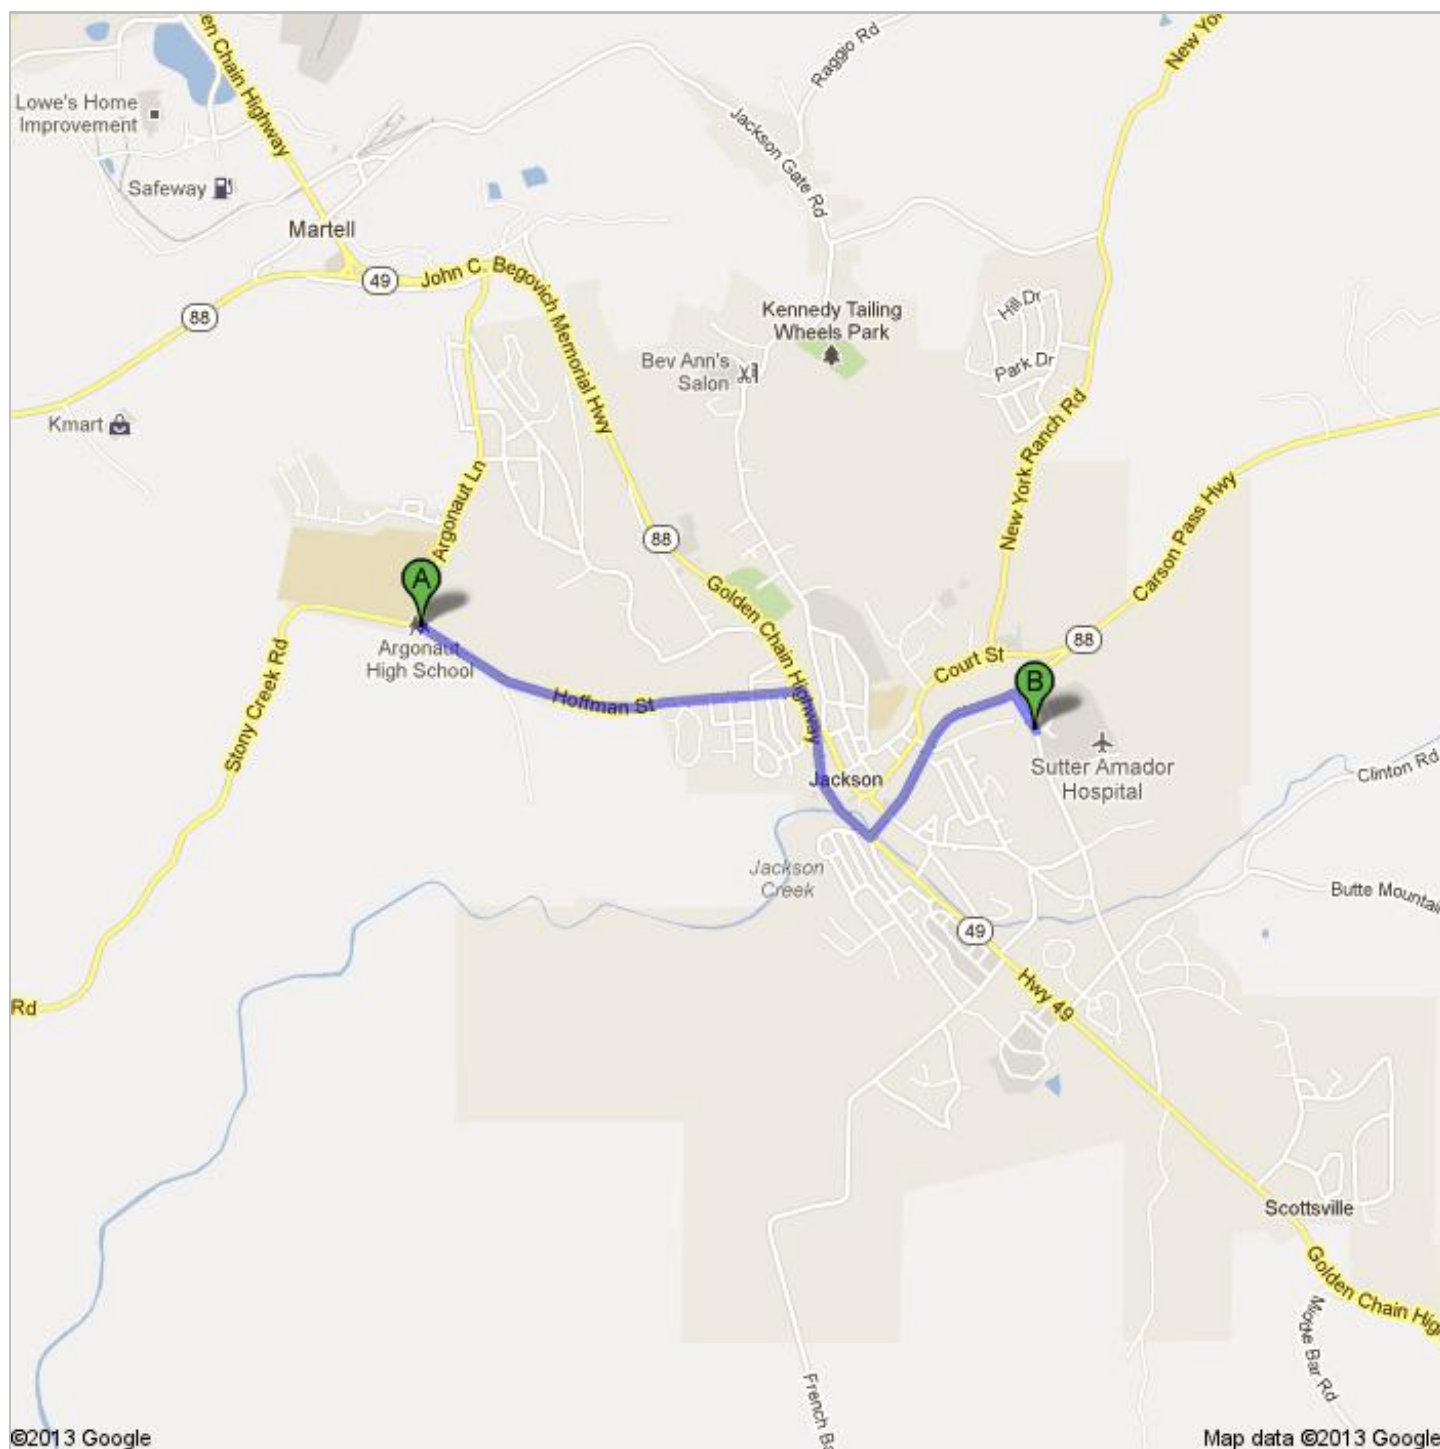 en Chain Highway
New Yo
Raggio Rd
Lowe's Home
Improvement
Jackson Gate Rd
Safeway
Martell
49
John C. Begovich Memorial Hwy
88
Kennedy Tailing
Wheels Park
Hill Dr
Park Dr
Bev Ann's
Salon
Kmart
New York Ranch Rd
Argonaut Ln
Carson Pass Hwy
88
A
Golden Chain Highway
88
Argonaut
High School
Court St
B
Stony Creek Rd
Hoffman St
Jackson
Sutter Amador
Hospital
Clinton Rd
Jackson
Creek
Butte Mountai
49
Hwy 49
Rd
Scottsville
Golden Chain Hig
Bar Rd
French Ba
©2013 Google
Map data ©2013 Google